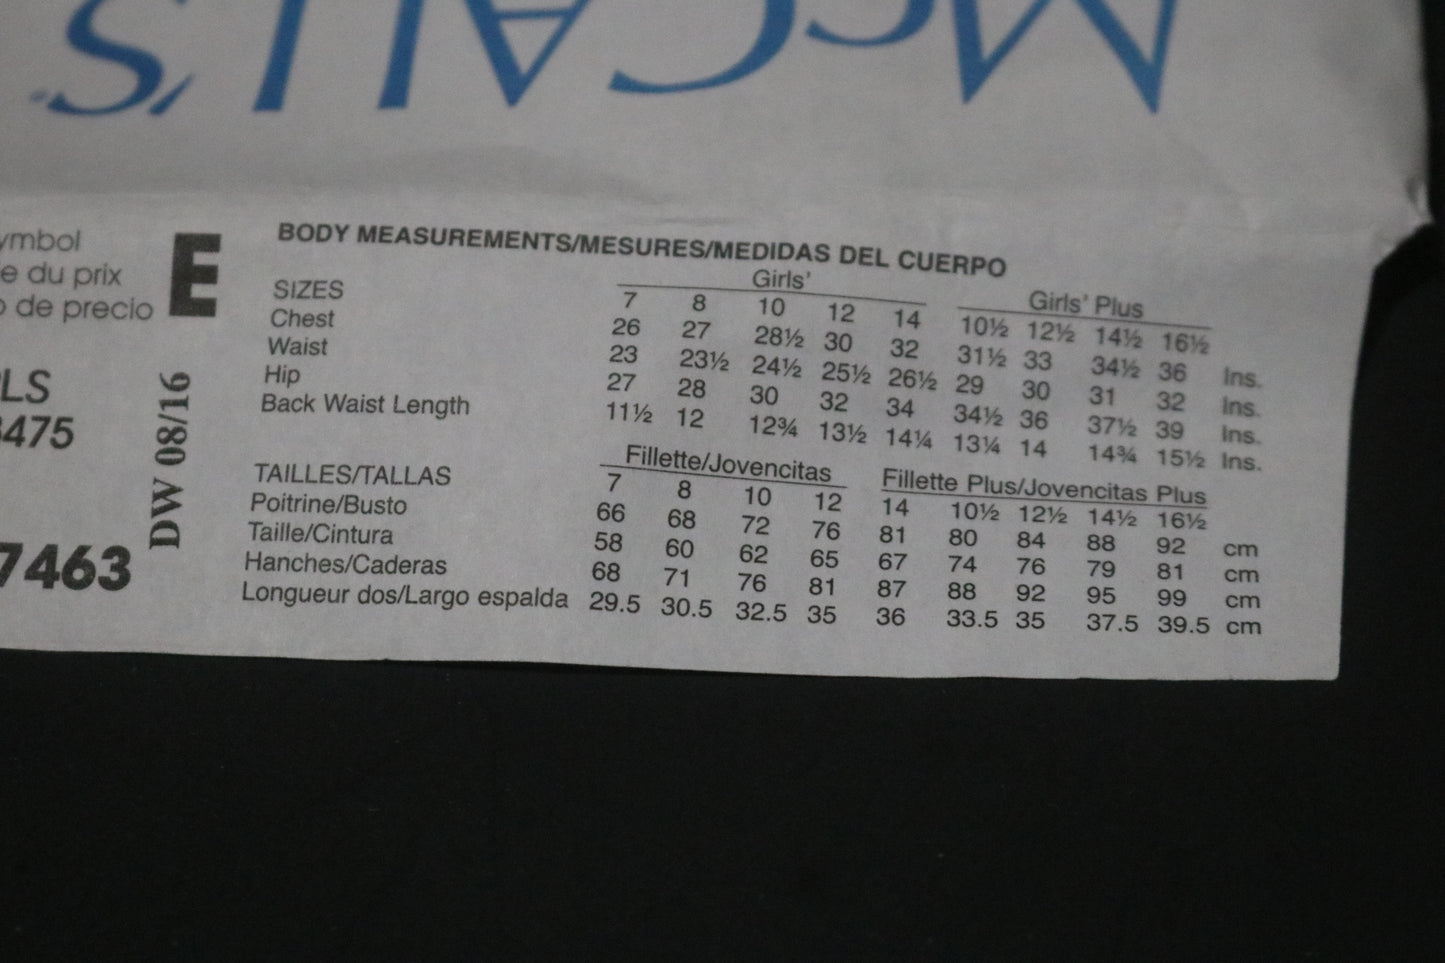 McCALL'S
ymbol
e du prix
o de precio
E
LS
475
DW 08/16
7463
BODY MEASUREMENTS/MESURES/MEDIDAS DEL CUERPO
Girls' Girls' Plus
SIZES 7 8 10 12 14 10½ 12½ 14½ 16½
Chest 26 27 28½ 30 32 31½ 33 34½ 36 Ins.
Waist 23 23½ 24½ 25½ 26½ 29 30 31 32 Ins.
Hip 27 28 30 32 34 34½ 36 37½ 39 Ins.
Back Waist Length 11½ 12 12¾ 13½ 14¼ 13¼ 14 14¾ 15½ Ins.
Fillette/Jovencitas Fillette Plus/Jovencitas Plus
TAILLES/TALLAS 7 8 10 12 14 10½ 12½ 14½ 16½
Poitrine/Busto 66 68 72 76 81 80 84 88 92 cm
Taille/Cintura 58 60 62 65 67 74 76 79 81 cm
Hanches/Caderas 68 71 76 81 87 88 92 95 99 cm
Longueur dos/Largo espalda 29.5 30.5 32.5 35 36 33.5 35 37.5 39.5 cm